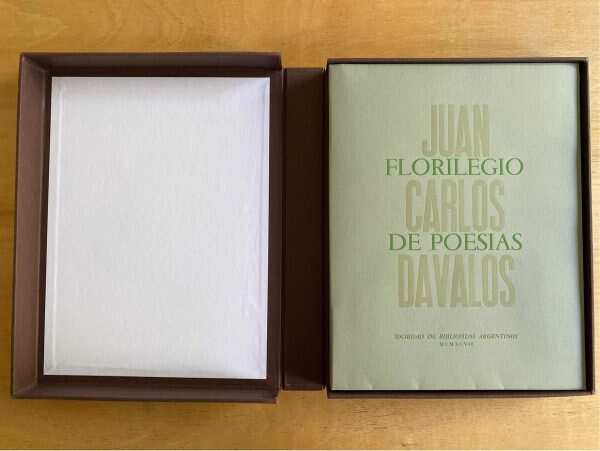 JUAN
FLORILEGIO
CARLOS
DE POESIAS
DAVALOS
SOCIEDAD DE BIBLIOFILOS ARGENTINOS